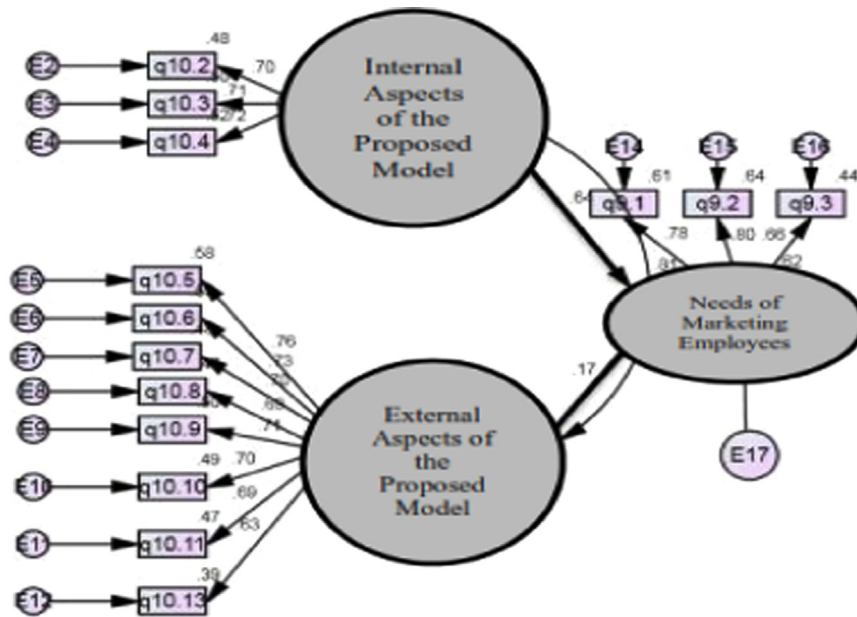 .48
E2
q10.2
.70
E3
q10.3
.71
E4
q10.4
Internal
Aspects
of the
Proposed
Model
E14
E15
E16
.61
.64
.44
q9.1
q9.2
q9.3
.64
.78
.80
.66
.81
Needs of
Marketing
Employees
.17
E17
.58
E5
q10.5
E6
q10.6
E7
q10.7
E8
q10.8
E9
q10.9
.76
.73
.71
.49
.70
E10
q10.10
.69
.47
E11
q10.11
.63
.39
E12
q10.13
External
Aspects of
the
Proposed
Model